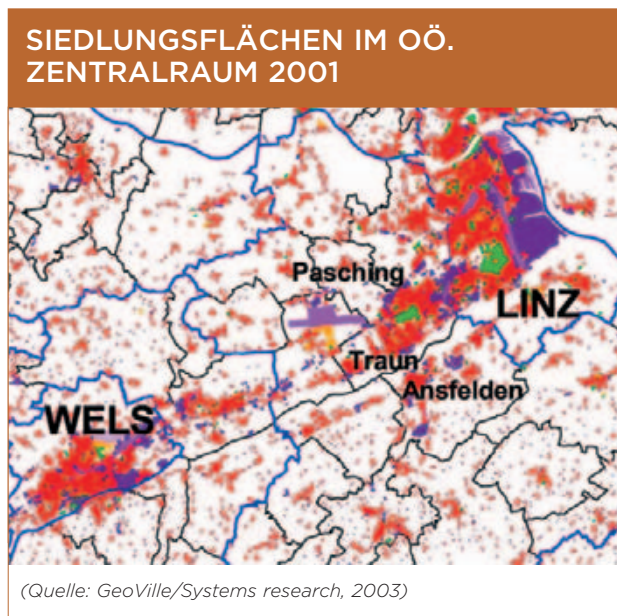 SIEDLUNGSFLÄCHEN IM OÖ.
ZENTRALRAUM 2001
Pasching
LINZ
Traun
Ansfelden
WELS
(Quelle: GeoVille/Systems research, 2003)